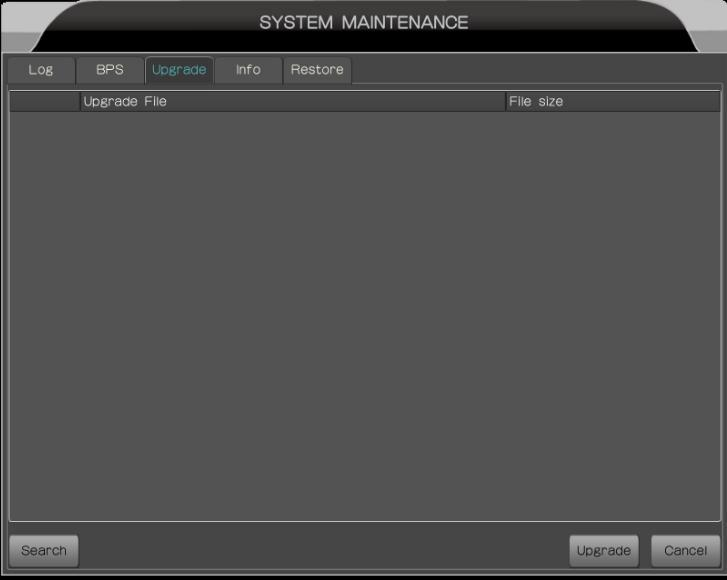 SYSTEM MAINTENANCE
Log BPS Upgrade Info Restore
Upgrade File File size
Search Upgrade Cancel